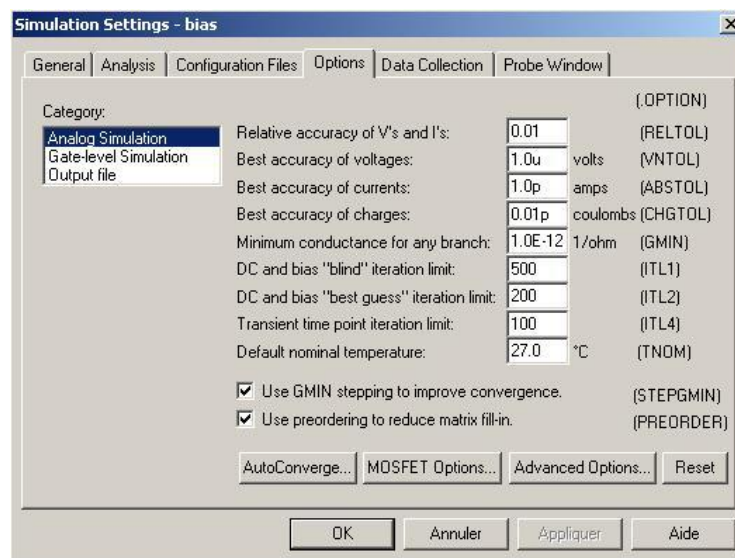 Simulation Settings - bias
General Analysis Configuration Files Options Data Collection Probe Window
(.OPTION)
Category:
Analog Simulation
Gate-level Simulation
Output file
Relative accuracy of V's and I's: 0.01 (RELTOL)
Best accuracy of voltages: 1.0u volts (VNTOL)
Best accuracy of currents: 1.0p amps (ABSTOL)
Best accuracy of charges: 0.01p coulombs (CHGTOL)
Minimum conductance for any branch: 1.0E-12 1/ohm (GMIN)
DC and bias "blind" iteration limit: 500 (ITL1)
DC and bias "best guess" iteration limit: 200 (ITL2)
Transient time point iteration limit: 100 (ITL4)
Default nominal temperature: 27.0 °C (TNOM)
Use GMIN stepping to improve convergence. (STEPGMIN)
Use preordering to reduce matrix fill-in. (PREORDER)
AutoConverge... MOSFET Options... Advanced Options... Reset
OK Annuler Appliquer Aide